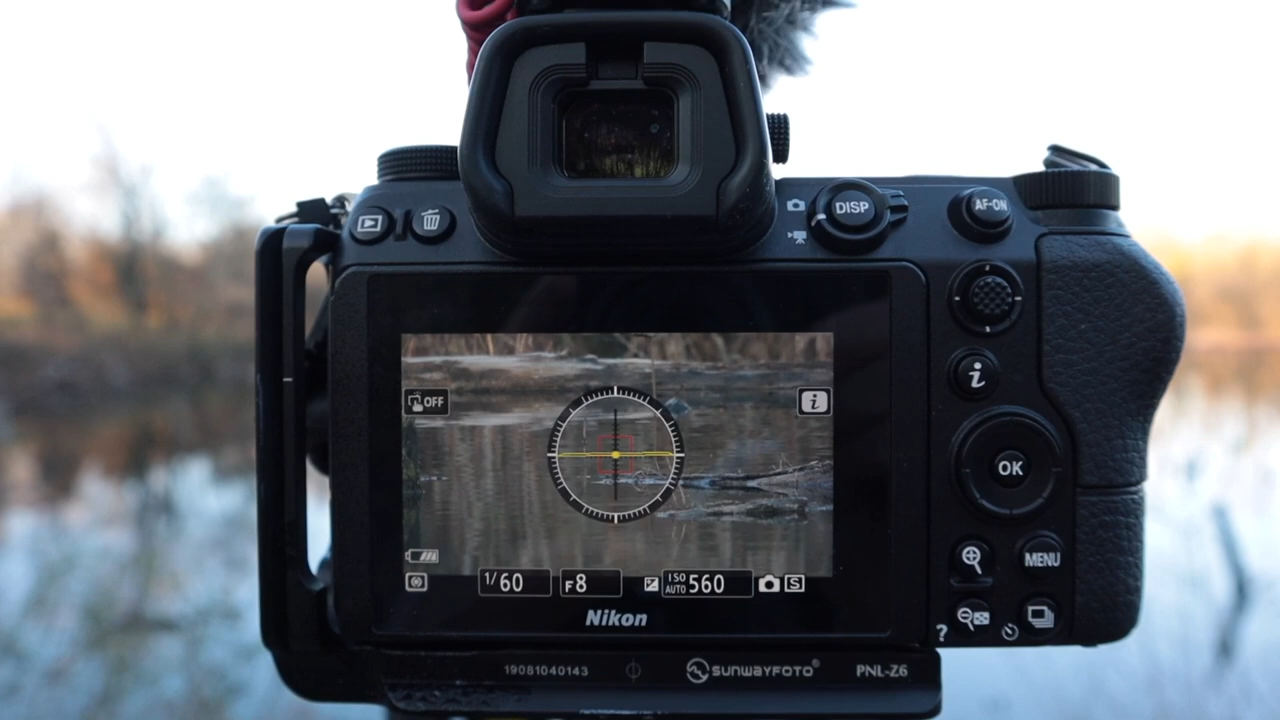 DISP
AF-ON
i
OFF
i
OK
MENU
1/60 F8 ISO AUTO 560 S
Nikon
?
19081040143 SUNWAYFOTO® PNL-Z6